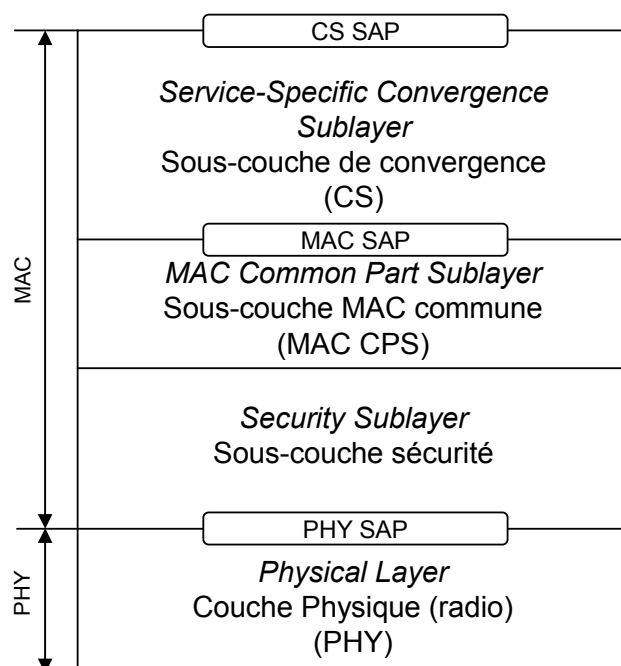 CS SAP
Service-Specific Convergence
Sublayer
Sous-couche de convergence
(CS)
MAC SAP
MAC Common Part Sublayer
Sous-couche MAC commune
(MAC CPS)
MAC
Security Sublayer
Sous-couche sécurité
PHY SAP
Physical Layer
Couche Physique (radio)
(PHY)
PHY